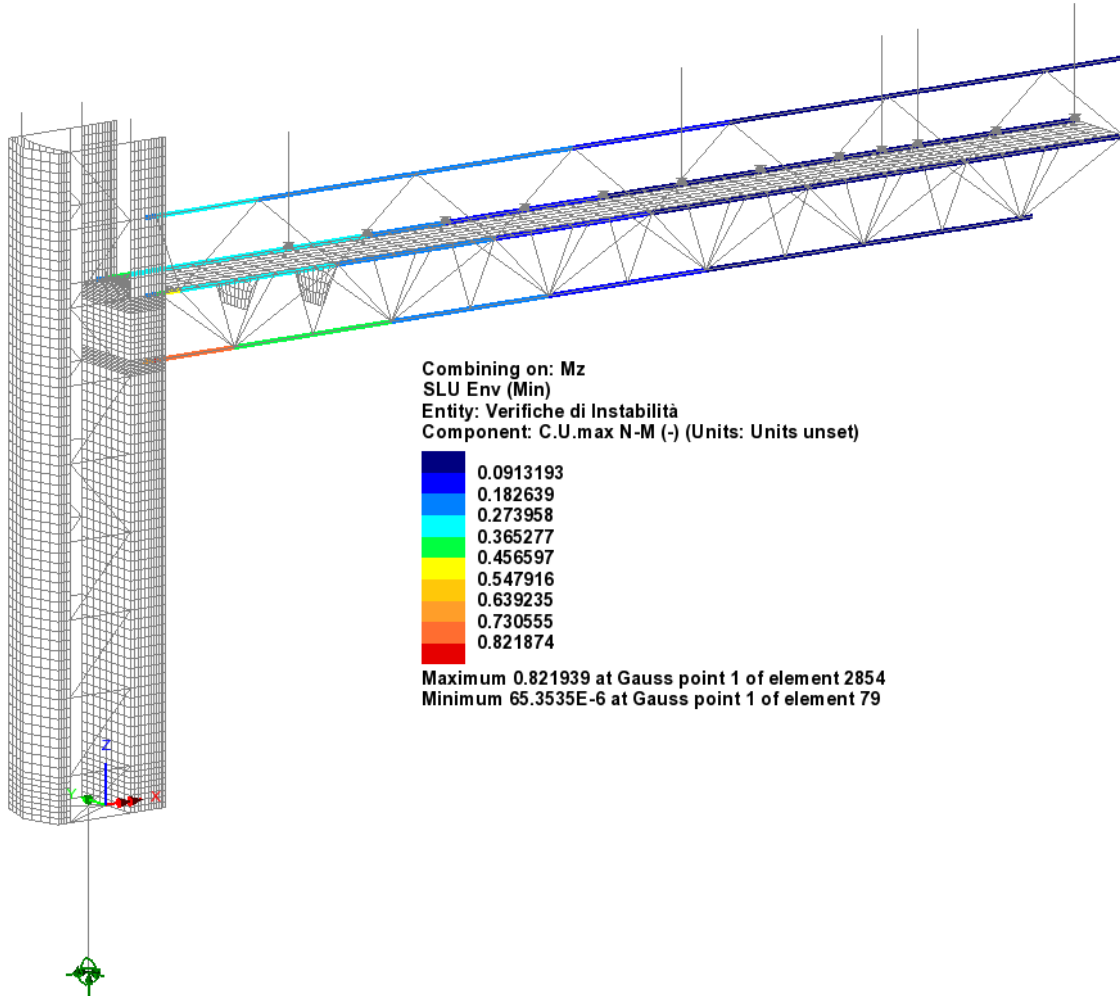 Combining on: Mz
SLU Env (Min)
Entity: Verifiche di Instabilità
Component: C.U.max N-M (-) (Units: Units unset)
0.0913193
0.182639
0.273958
0.365277
0.456597
0.547916
0.639235
0.730555
0.821874
Maximum 0.821939 at Gauss point 1 of element 2854
Minimum 65.3535E-6 at Gauss point 1 of element 79
Z
Y
X